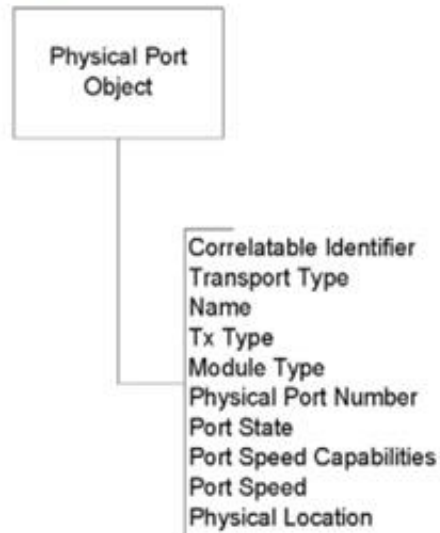 Physical Port
Object
Correlatable Identifier
Transport Type
Name
Tx Type
Module Type
Physical Port Number
Port State
Port Speed Capabilities
Port Speed
Physical Location